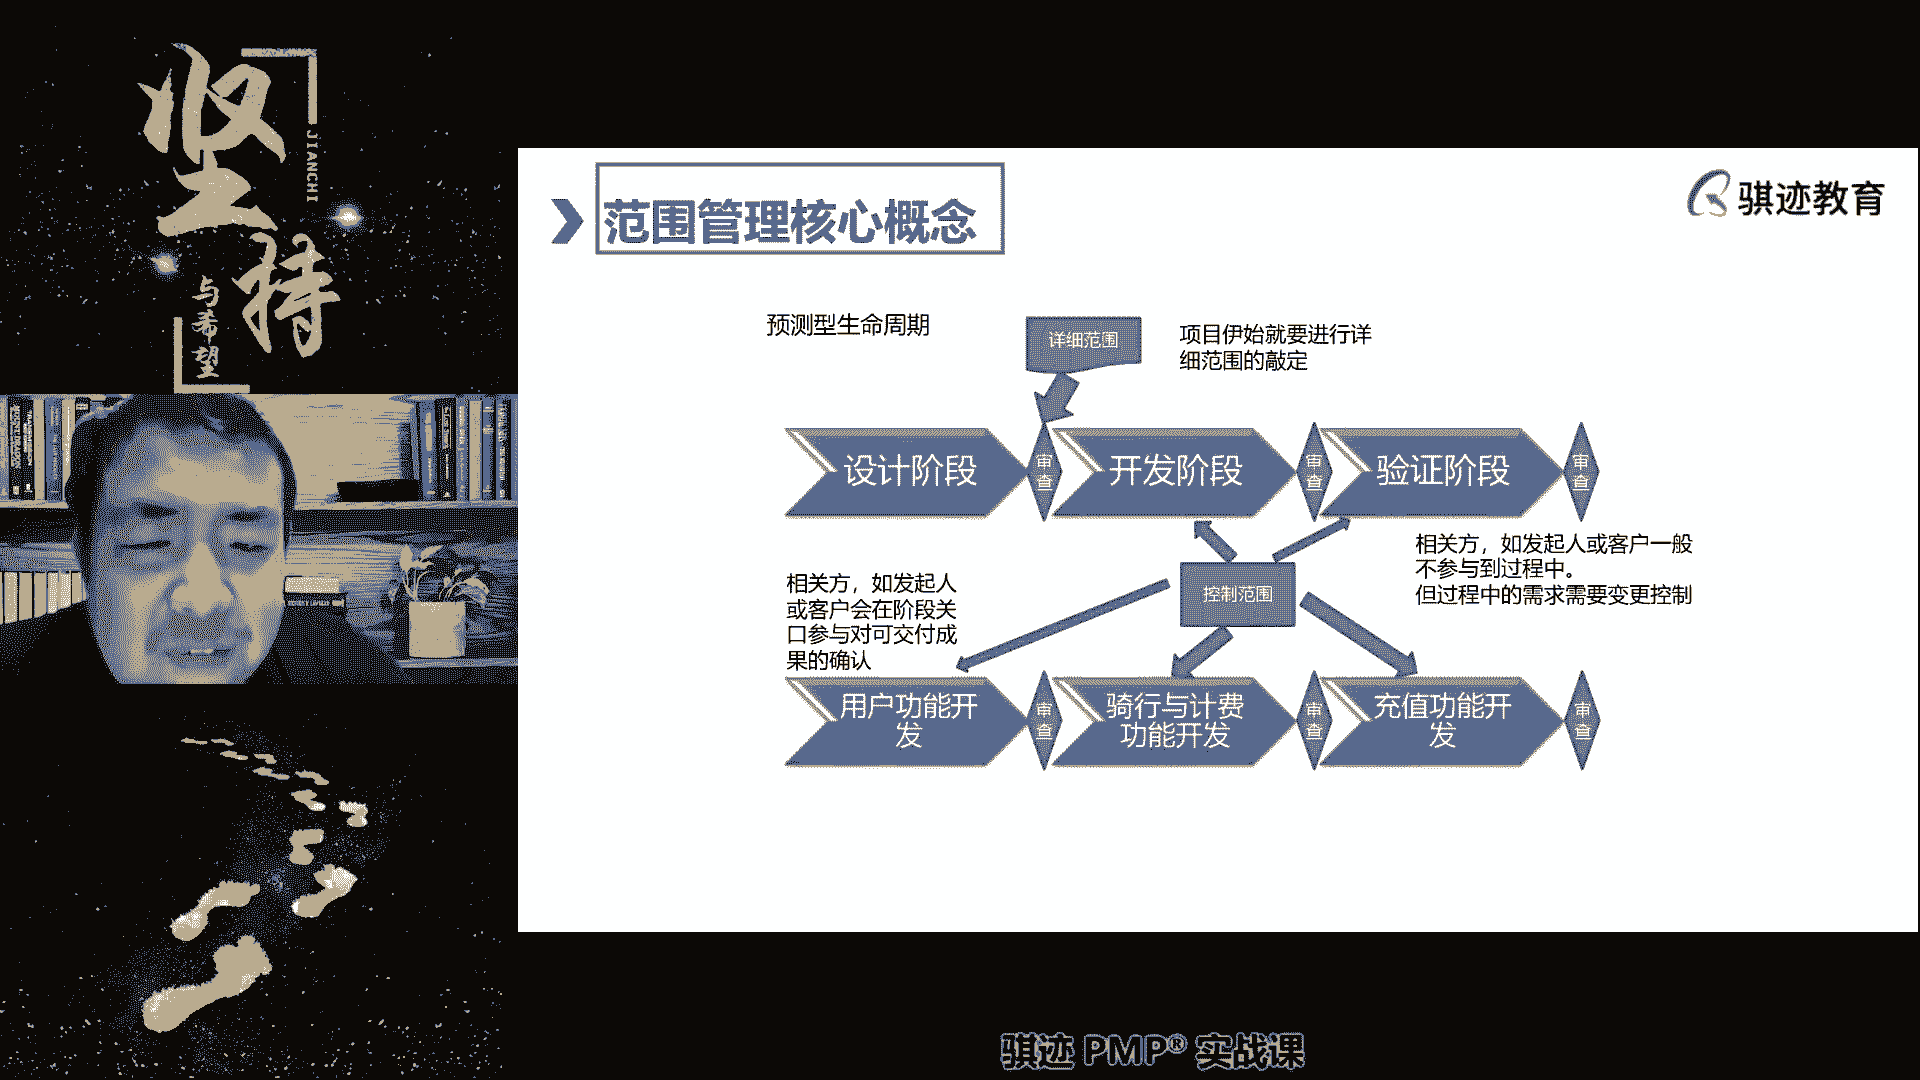 坚持
JIANCHI
与希望
范围管理核心概念
骐迹教育
预测型生命周期
详细范围
项目伊始就要进行详
细范围的敲定
设计阶段
审查
开发阶段
审查
验证阶段
审查
相关方，如发起人
或客户会在阶段关
口参与对可交付成
果的确认
控制范围
相关方，如发起人或客户一般
不参与到过程中。
但过程中的需求需要变更控制
用户功能开
发
审查
骑行与计费
功能开发
审查
充值功能开
发
审查
骐迹 PMP® 实战课